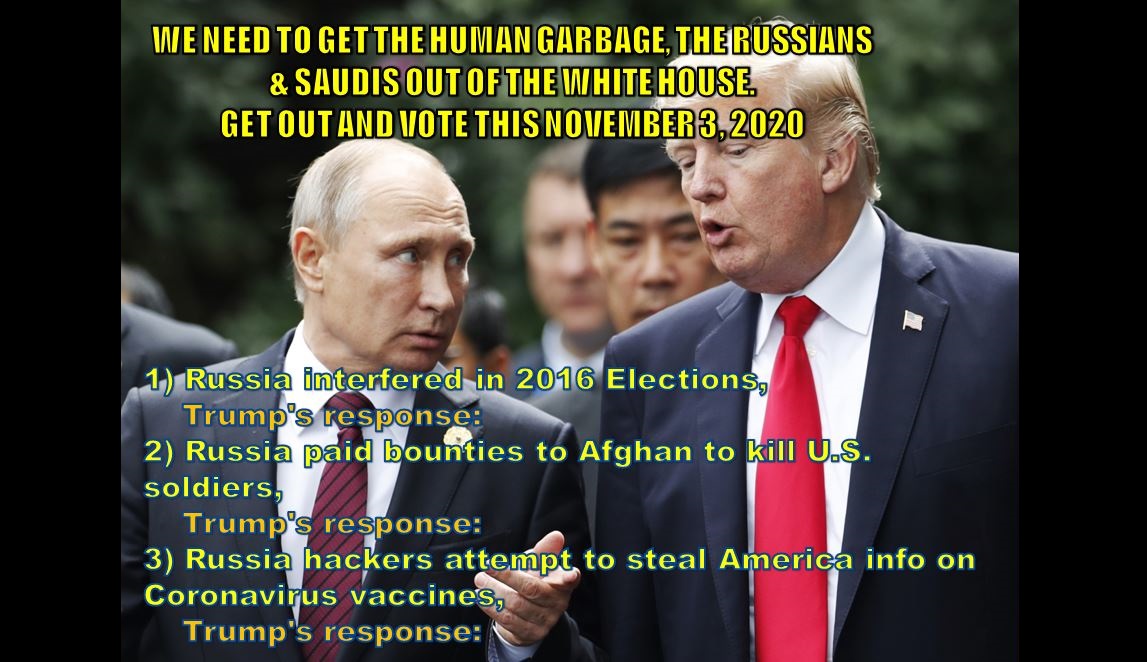 WE NEED TO GET THE HUMAN GARBAGE, THE RUSSIANS
& SAUDIS OUT OF THE WHITE HOUSE.
GET OUT AND VOTE THIS NOVEMBER 3, 2020
1) Russia interfered in 2016 Elections,
Trump's response:
2) Russia paid bounties to Afghan to kill U.S.
soldiers,
Trump's response:
3) Russia hackers attempt to steal America info on
Coronavirus vaccines,
Trump's response: